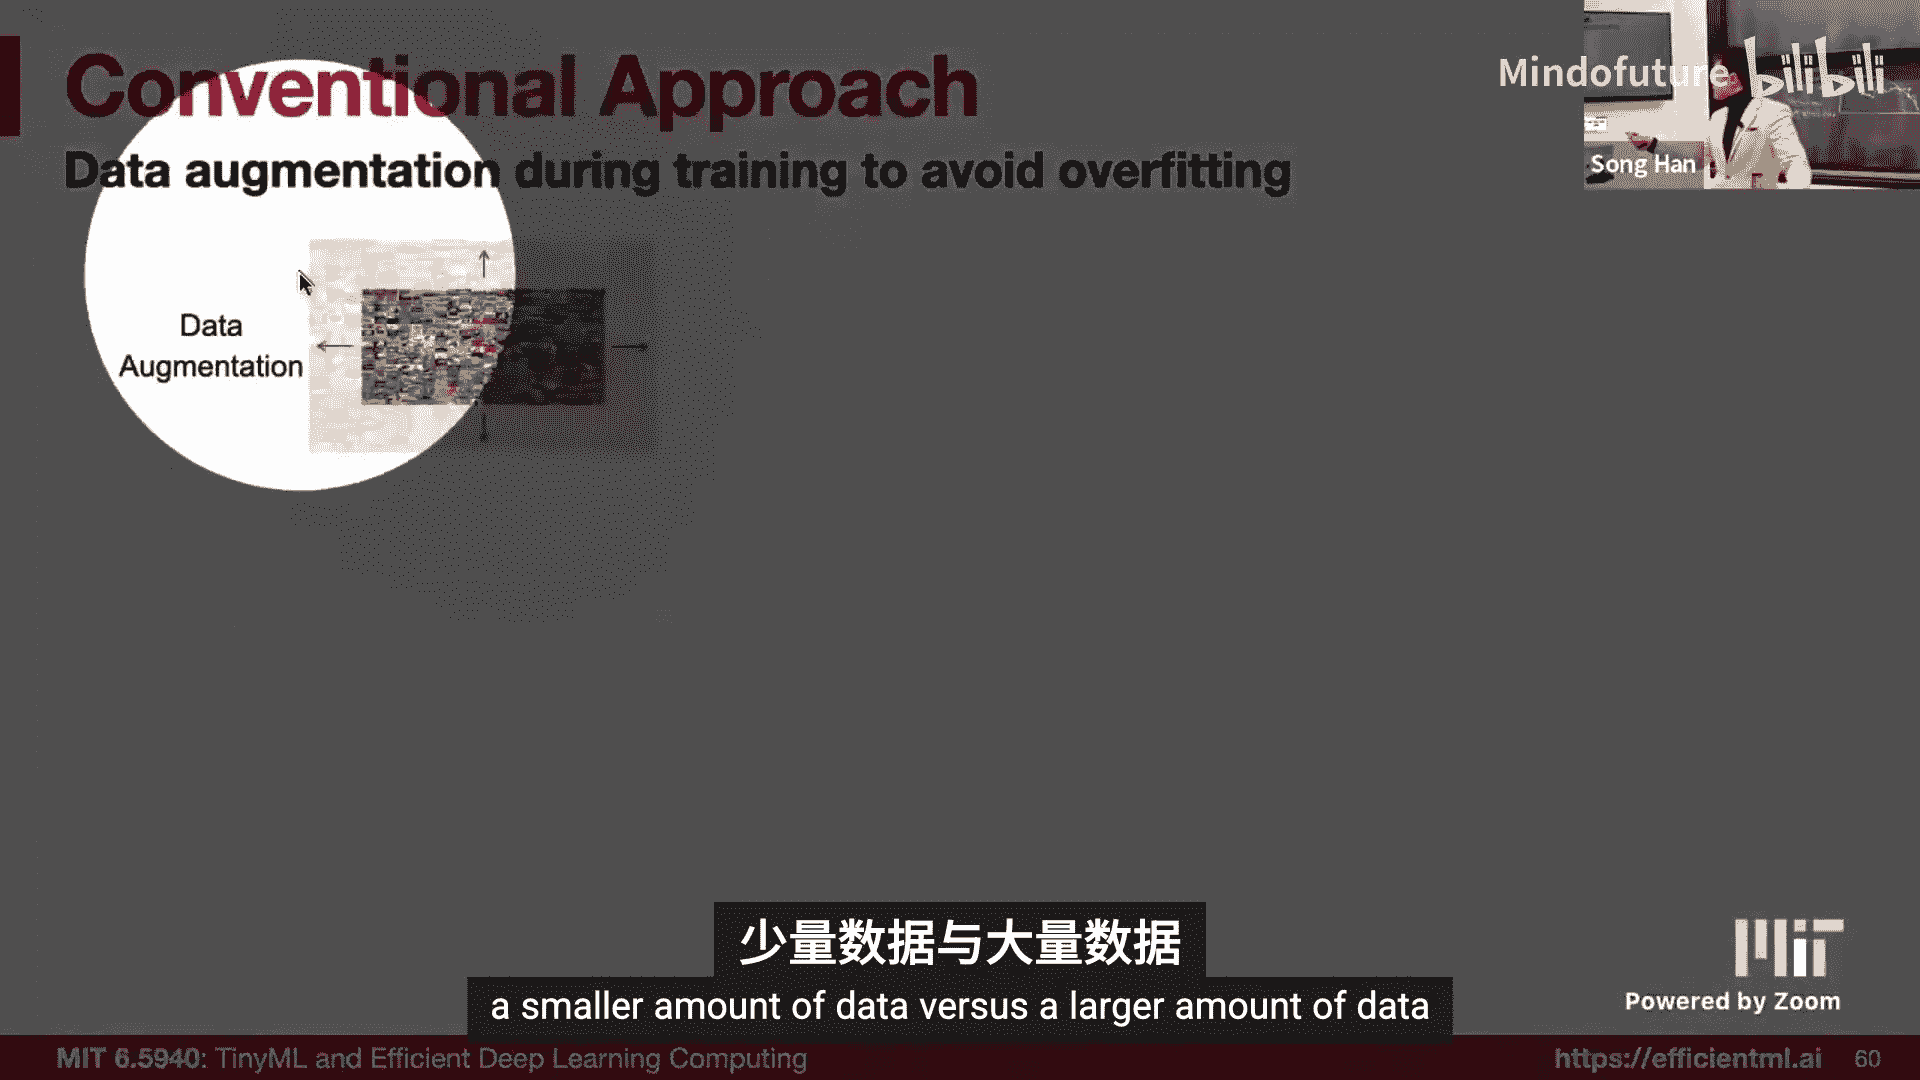 Conventional Approach
Data augmentation during training to avoid overfitting
Mindofuture bilibili
Song Han
Data
Augmentation
少量数据与大量数据
a smaller amount of data versus a larger amount of data
MIT
Powered by Zoom
MIT 6.5940: TinyML and Efficient Deep Learning Computing
https://efficientml.ai
60